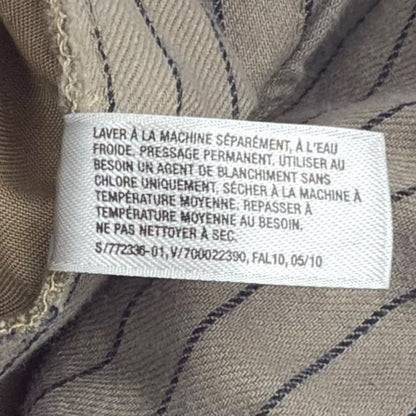 LAVER À LA MACHINE SÉPARÉMENT, À L'EAU
FROIDE, PRESSAGE PERMANENT. UTILISER AU
BESOIN UN AGENT DE BLANCHIMENT SANS
CHLORE UNIQUEMENT. SÉCHER À LA MACHINE À
TEMPÉRATURE MOYENNE. REPASSER À
TEMPÉRATURE MOYENNE AU BESOIN.
NE PAS NETTOYER À SEC.
S/772336-01, V/700022390, FAL10, 05/10